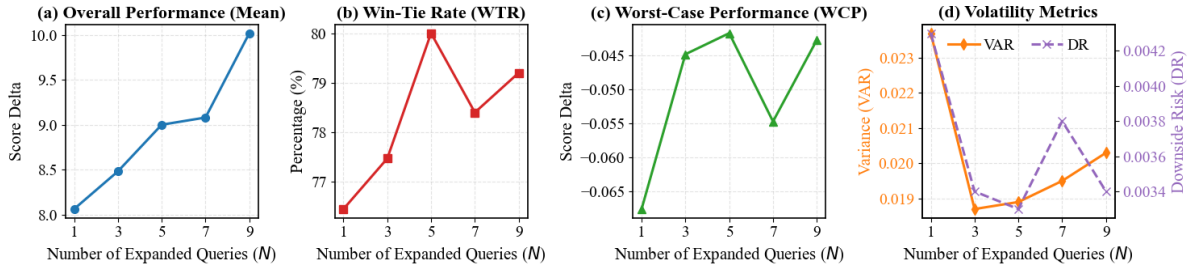 (a) Overall Performance (Mean)
10.0
9.5
9.0
8.5
8.0
Score Delta
1 3 5 7 9
Number of Expanded Queries (N)
(b) Win-Tie Rate (WTR)
80
79
78
77
Percentage (%)
1 3 5 7 9
Number of Expanded Queries (N)
(c) Worst-Case Performance (WCP)
−0.045
−0.050
−0.055
−0.060
−0.065
Score Delta
1 3 5 7 9
Number of Expanded Queries (N)
(d) Volatility Metrics
VAR DR
0.023
0.022
0.021
0.020
0.019
Variance (VAR)
0.0042
0.0040
0.0038
0.0036
0.0034
Downside Risk (DR)
1 3 5 7 9
Number of Expanded Queries (N)